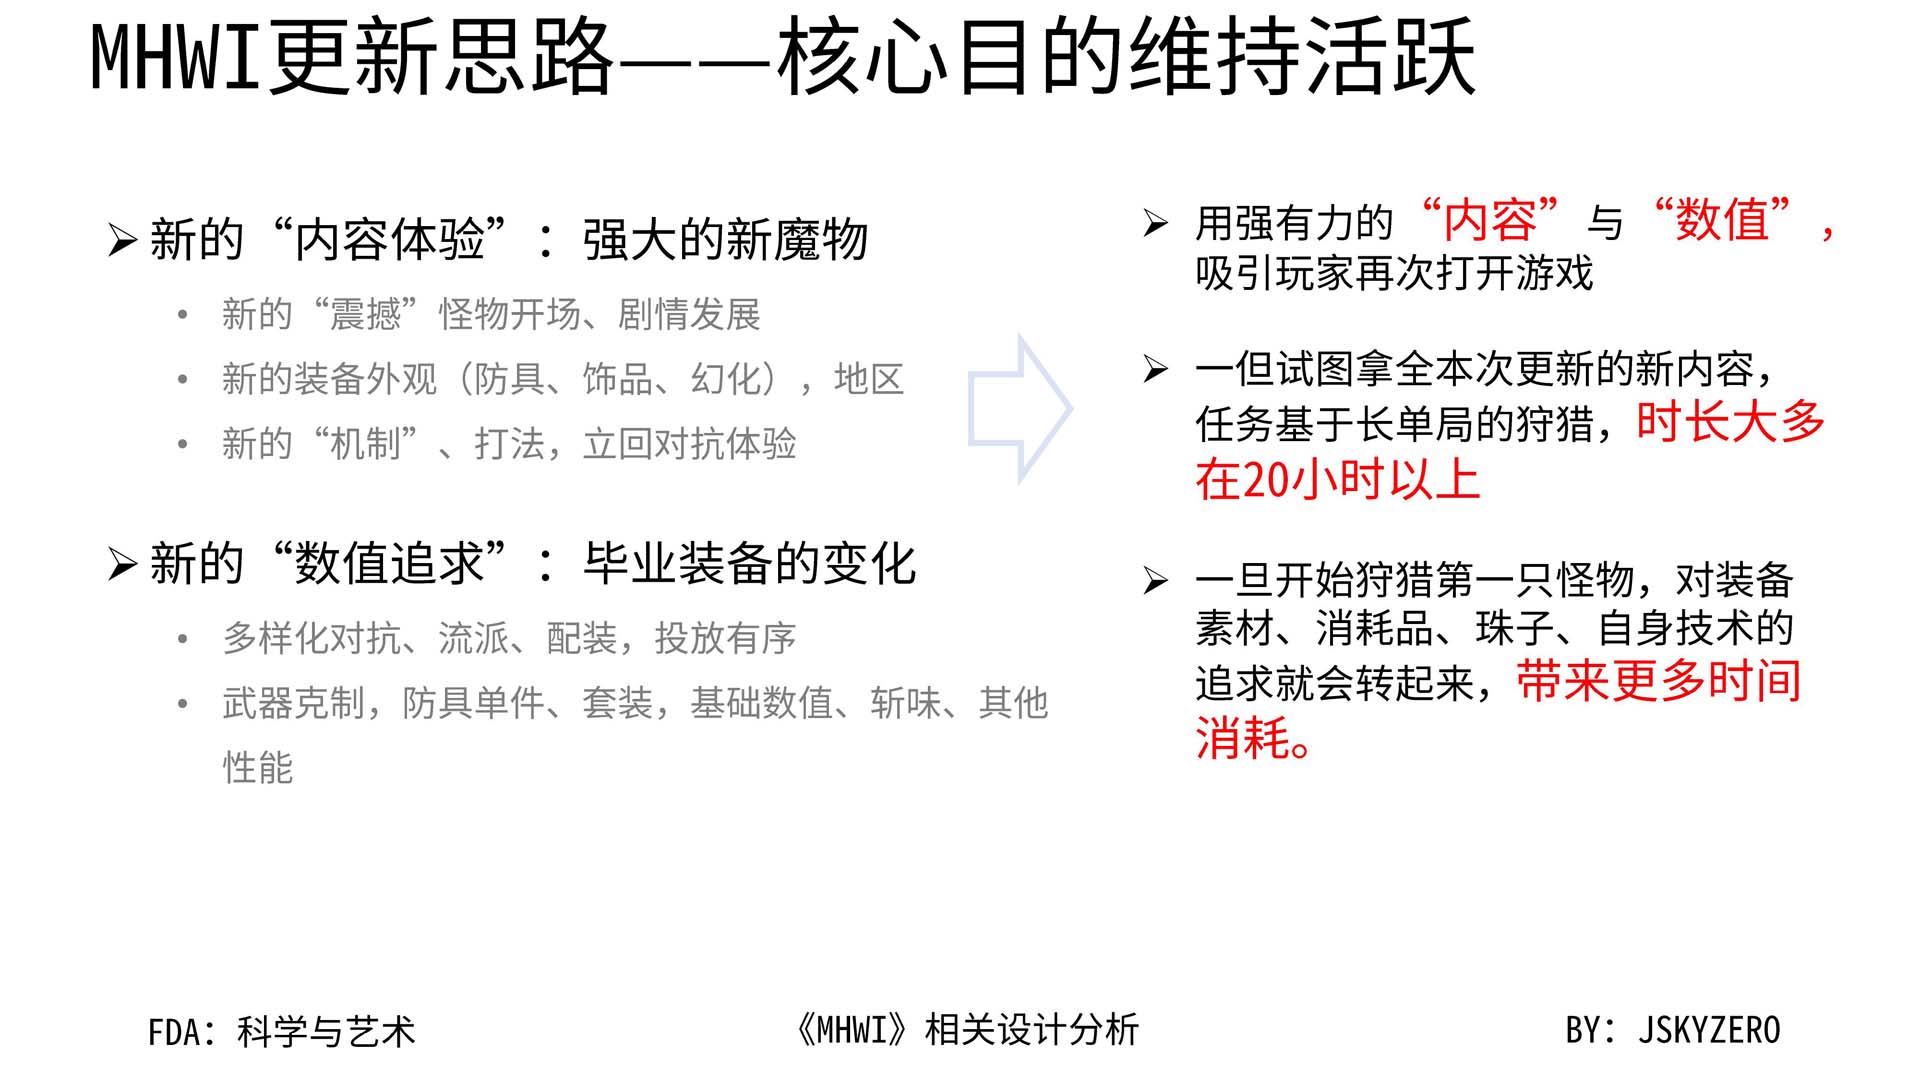 MHWI更新思路——核心目的维持活跃
➢新的“内容体验”：强大的新魔物
• 新的“震撼”怪物开场、剧情发展
• 新的装备外观（防具、饰品、幻化），地区
• 新的“机制”、打法，立回对抗体验
➢新的“数值追求”：毕业装备的变化
• 多样化对抗、流派、配装，投放有序
• 武器克制，防具单件、套装，基础数值、斩味、其他
性能
➢ 用强有力的“内容”与“数值”，
吸引玩家再次打开游戏
➢ 一但试图拿全本次更新的新内容，
任务基于长单局的狩猎，时长大多
在20小时以上
➢ 一旦开始狩猎第一只怪物，对装备
素材、消耗品、珠子、自身技术的
追求就会转起来，带来更多时间
消耗。
FDA：科学与艺术
《MHWI》相关设计分析
BY：JSKYZERO